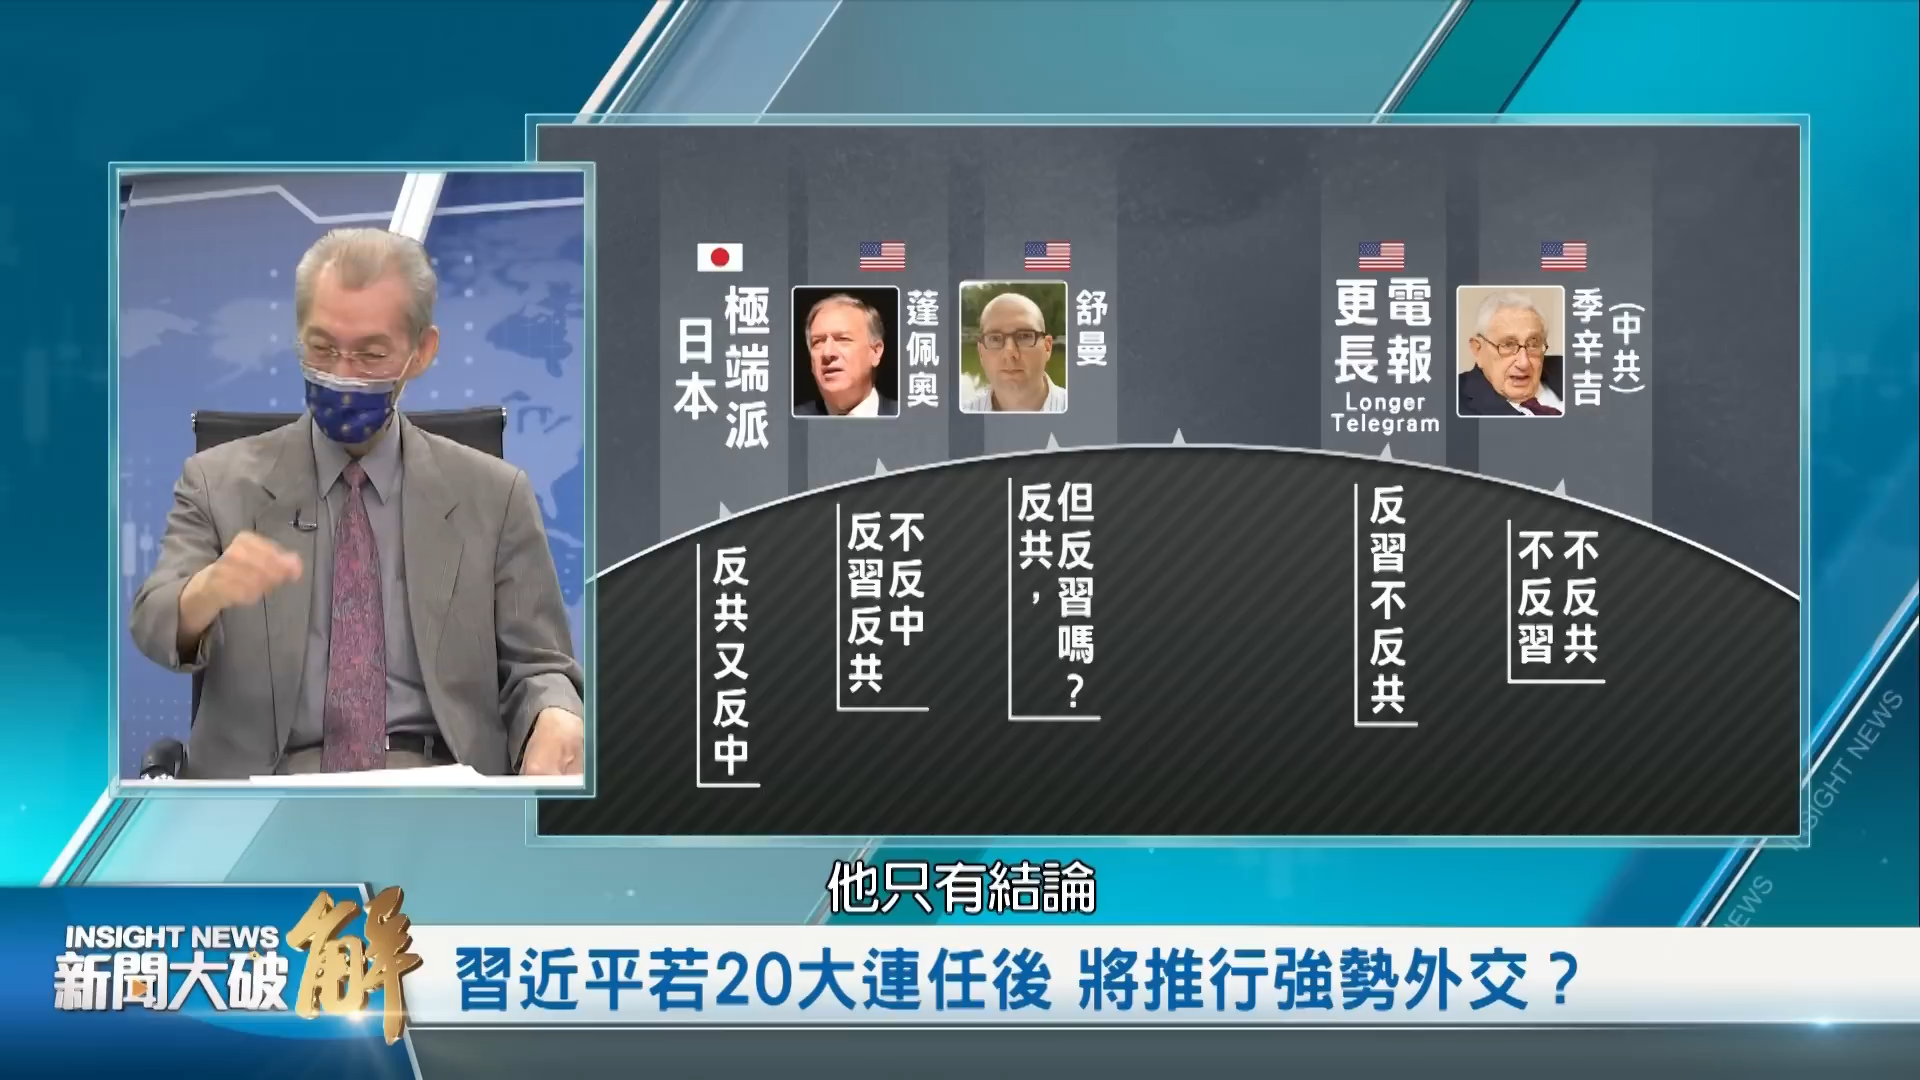 日本
極端派
蓬佩奧
舒曼
更長
電報
Longer
Telegram
季辛吉
(中共)
反共又反中
不反中
反習反共
反共，
但反習嗎？
反習不反共
不反共
不反習
INSIGHT NEWS
NEWS
他只有結論
INSIGHT NEWS
新聞大破解
習近平若20大連任後 將推行強勢外交？